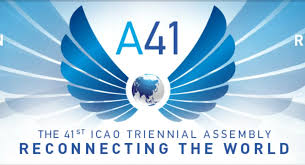 A41
THE 41ST ICAO TRIENNIAL ASSEMBLY
RECONNECTING THE WORLD